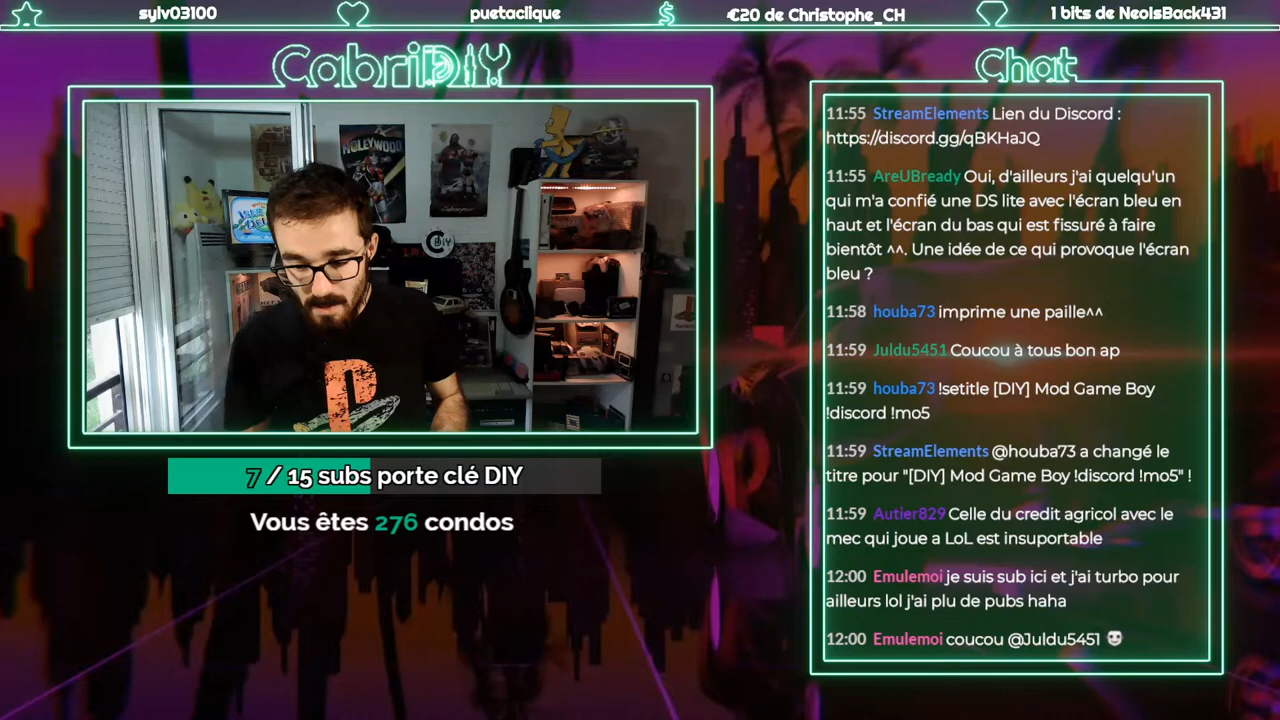 sylv03100
puetaclique
€20 de Christophe_CH
1 bits de NeoIsBack431
CabriDIY
Chat
HOLLYWOOD
DIY
11:55 StreamElements Lien du Discord :
https://discord.gg/qBKHaJQ
11:55 AreUBready Oui, d'ailleurs j'ai quelqu'un
qui m'a confié une DS lite avec l'écran bleu en
haut et l'écran du bas qui est fissuré à faire
bientôt ^^. Une idée de ce qui provoque l'écran
bleu ?
11:58 houba73 imprime une paille^^
11:59 Juldu5451 Coucou à tous bon ap
11:59 houba73 !setitle [DIY] Mod Game Boy
!discord !mo5
11:59 StreamElements @houba73 a changé le
titre pour "[DIY] Mod Game Boy !discord !mo5" !
11:59 Autier829 Celle du credit agricol avec le
mec qui joue a LoL est insuportable
12:00 Emulemoi je suis sub ici et j'ai turbo pour
ailleurs lol j'ai plu de pubs haha
12:00 Emulemoi coucou @Juldu5451
7 / 15 subs porte clé DIY
Vous êtes 276 condos